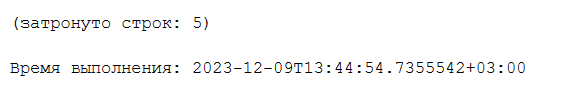 (затронуто строк: 5)
Время выполнения: 2023-12-09T13:44:54.7355542+03:00